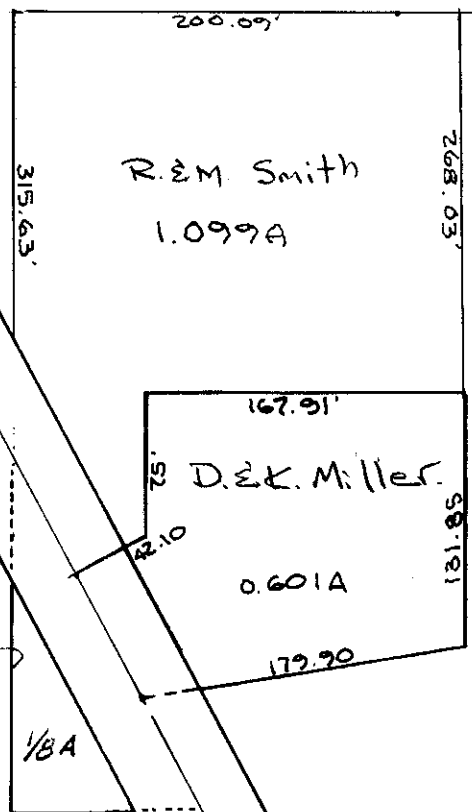 200.09'
315.63'
268.03'
R.&M. Smith
1.099A
167.91'
75'
D.&K. Miller.
131.85
42.10
0.601A
179.90
1/8 A